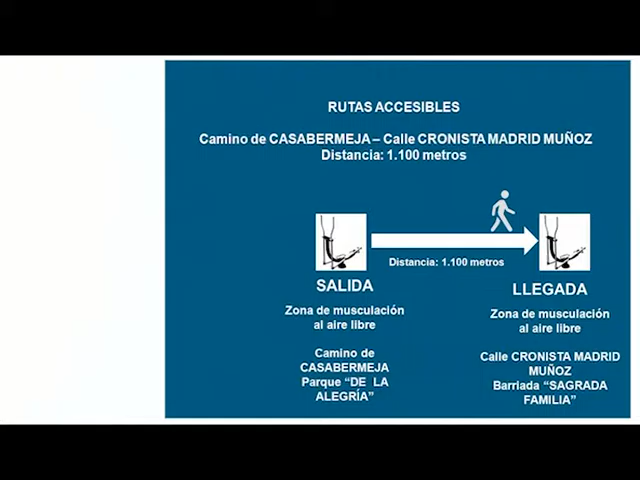 RUTAS ACCESIBLES
Camino de CASABERMEJA – Calle CRONISTA MADRID MUÑOZ
Distancia: 1.100 metros
Distancia: 1.100 metros
SALIDA
Zona de musculación
al aire libre
Camino de
CASABERMEJA
Parque “DE LA
ALEGRÍA”
LLEGADA
Zona de musculación
al aire libre
Calle CRONISTA MADRID
MUÑOZ
Barriada “SAGRADA
FAMILIA”